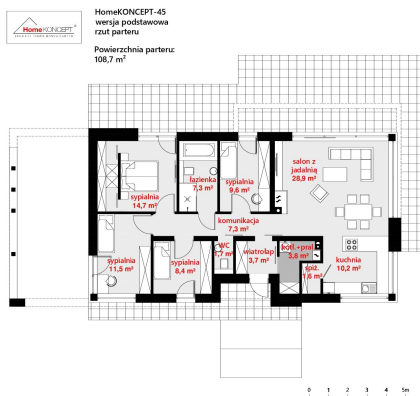 HomeKONCEPT-45
wersja podstawowa
rzut parteru
HomeKONCEPT
Powierzchnia parteru:
108,7 m²
łazienka
7,3 m²
sypialnia
9,6 m²
salon z
jadalnią
28,9 m²
sypialnia
14,7 m²
komunikacja
7,3 m²
WC
1,7 m²
wiatrołap
3,7 m²
kotł.+pral.
3,8 m²
sypialnia
11,5 m²
sypialnia
8,4 m²
spiż.
1,6 m²
kuchnia
10,2 m²
0 1 2 3 4 5m